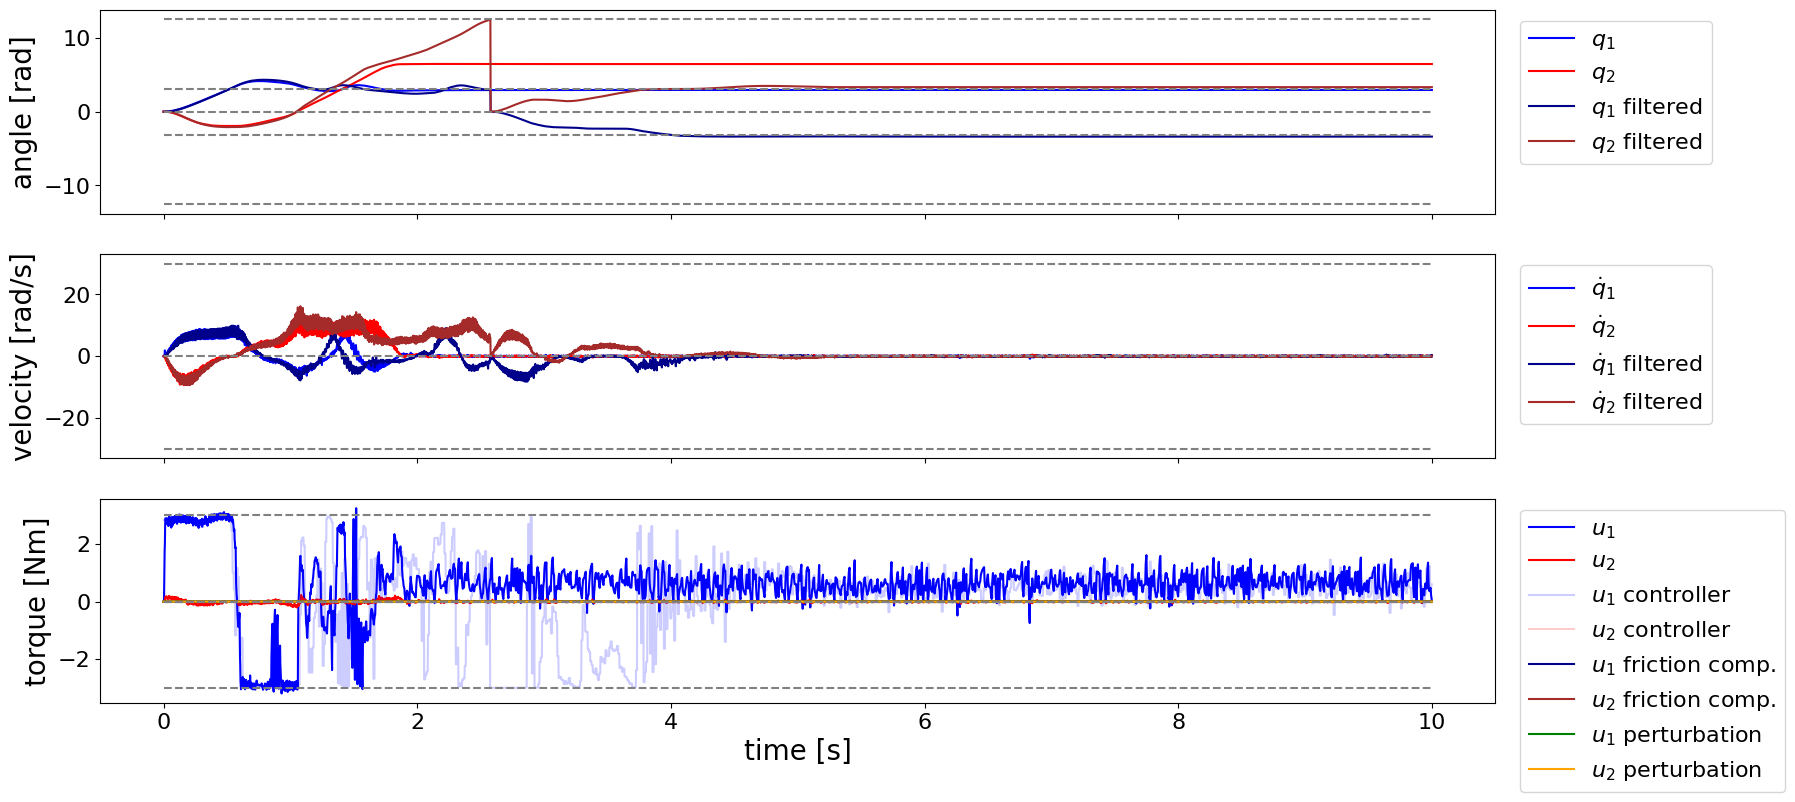 angle [rad]
10
0
−10
q₁
q₂
q₁ filtered
q₂ filtered
velocity [rad/s]
20
0
−20
q̇₁
q̇₂
q̇₁ filtered
q̇₂ filtered
torque [Nm]
2
0
−2
0 2 4 6 8 10
time [s]
u₁
u₂
u₁ controller
u₂ controller
u₁ friction comp.
u₂ friction comp.
u₁ perturbation
u₂ perturbation